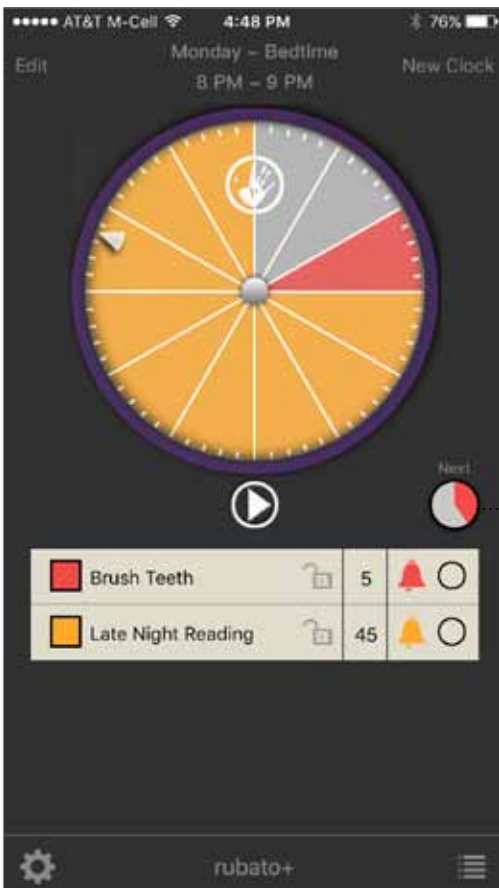 AT&T M-Cell 4:48 PM 76%
Edit Monday – Bedtime New Clock
8 PM – 9 PM
Next
Brush Teeth 5
Late Night Reading 45
rubato+